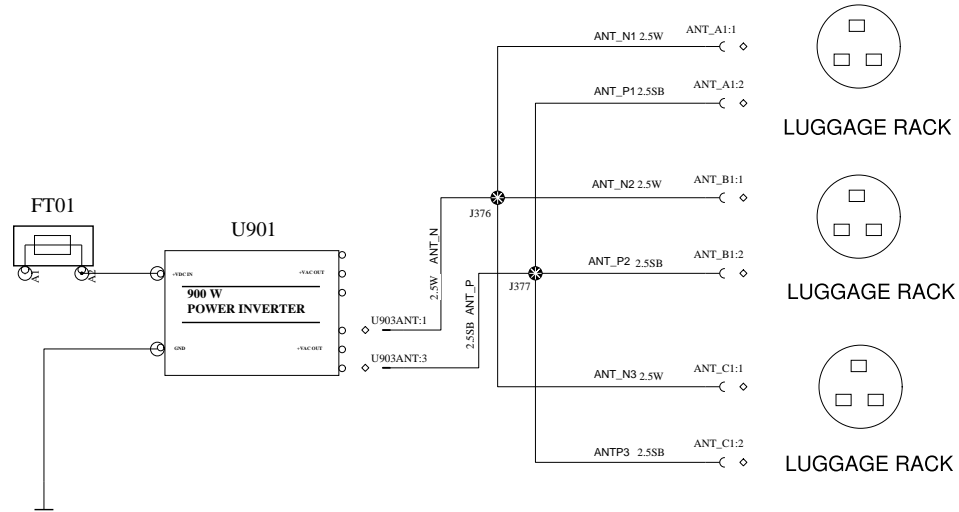 ANT_N1 2.5W ANT_A1:1
ANT_P1 2.5SB ANT_A1:2
LUGGAGE RACK
FT01
A1
A2
U901
+VDC IN
+VAC OUT
900 W
POWER INVERTER
GND
+VAC OUT
U903ANT:1
U903ANT:3
2.5W ANT_N
2.5SB ANT_P
J376
J377
ANT_N2 2.5W ANT_B1:1
ANT_P2 2.5SB ANT_B1:2
LUGGAGE RACK
ANT_N3 2.5W ANT_C1:1
ANTP3 2.5SB ANT_C1:2
LUGGAGE RACK